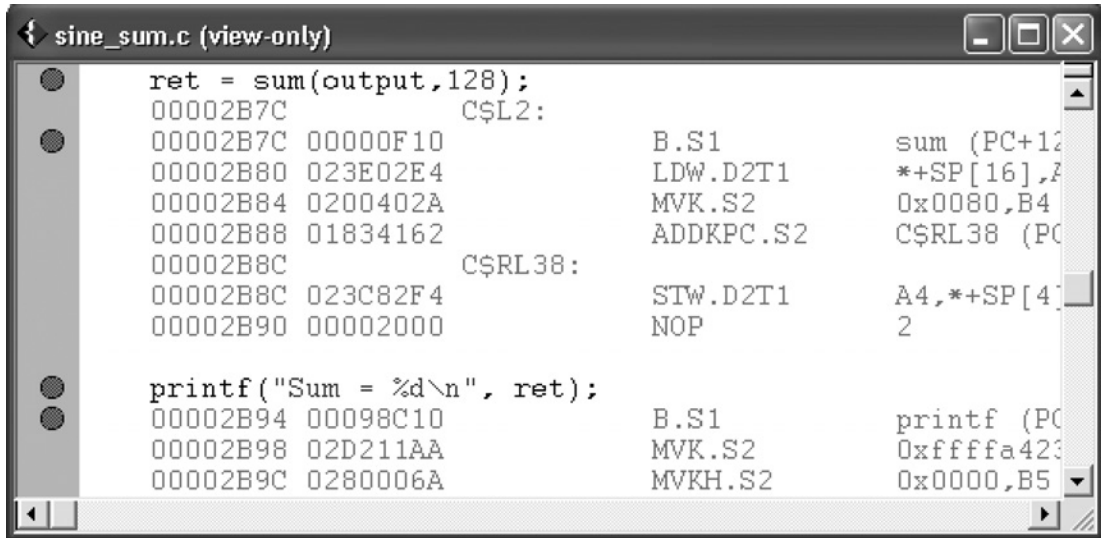 sine_sum.c (view-only)
ret = sum(output,128);
00002B7C C$L2:
00002B7C 00000F10 B.S1 sum (PC+12
00002B80 023E02E4 LDW.D2T1 *+SP[16],A
00002B84 0200402A MVK.S2 0x0080,B4
00002B88 01834162 ADDKPC.S2 C$RL38 (PC
00002B8C C$RL38:
00002B8C 023C82F4 STW.D2T1 A4,*+SP[4]
00002B90 00002000 NOP 2
printf("Sum = %d\n", ret);
00002B94 00098C10 B.S1 printf (PC
00002B98 02D211AA MVK.S2 0xffffa423
00002B9C 0280006A MVKH.S2 0x0000,B5